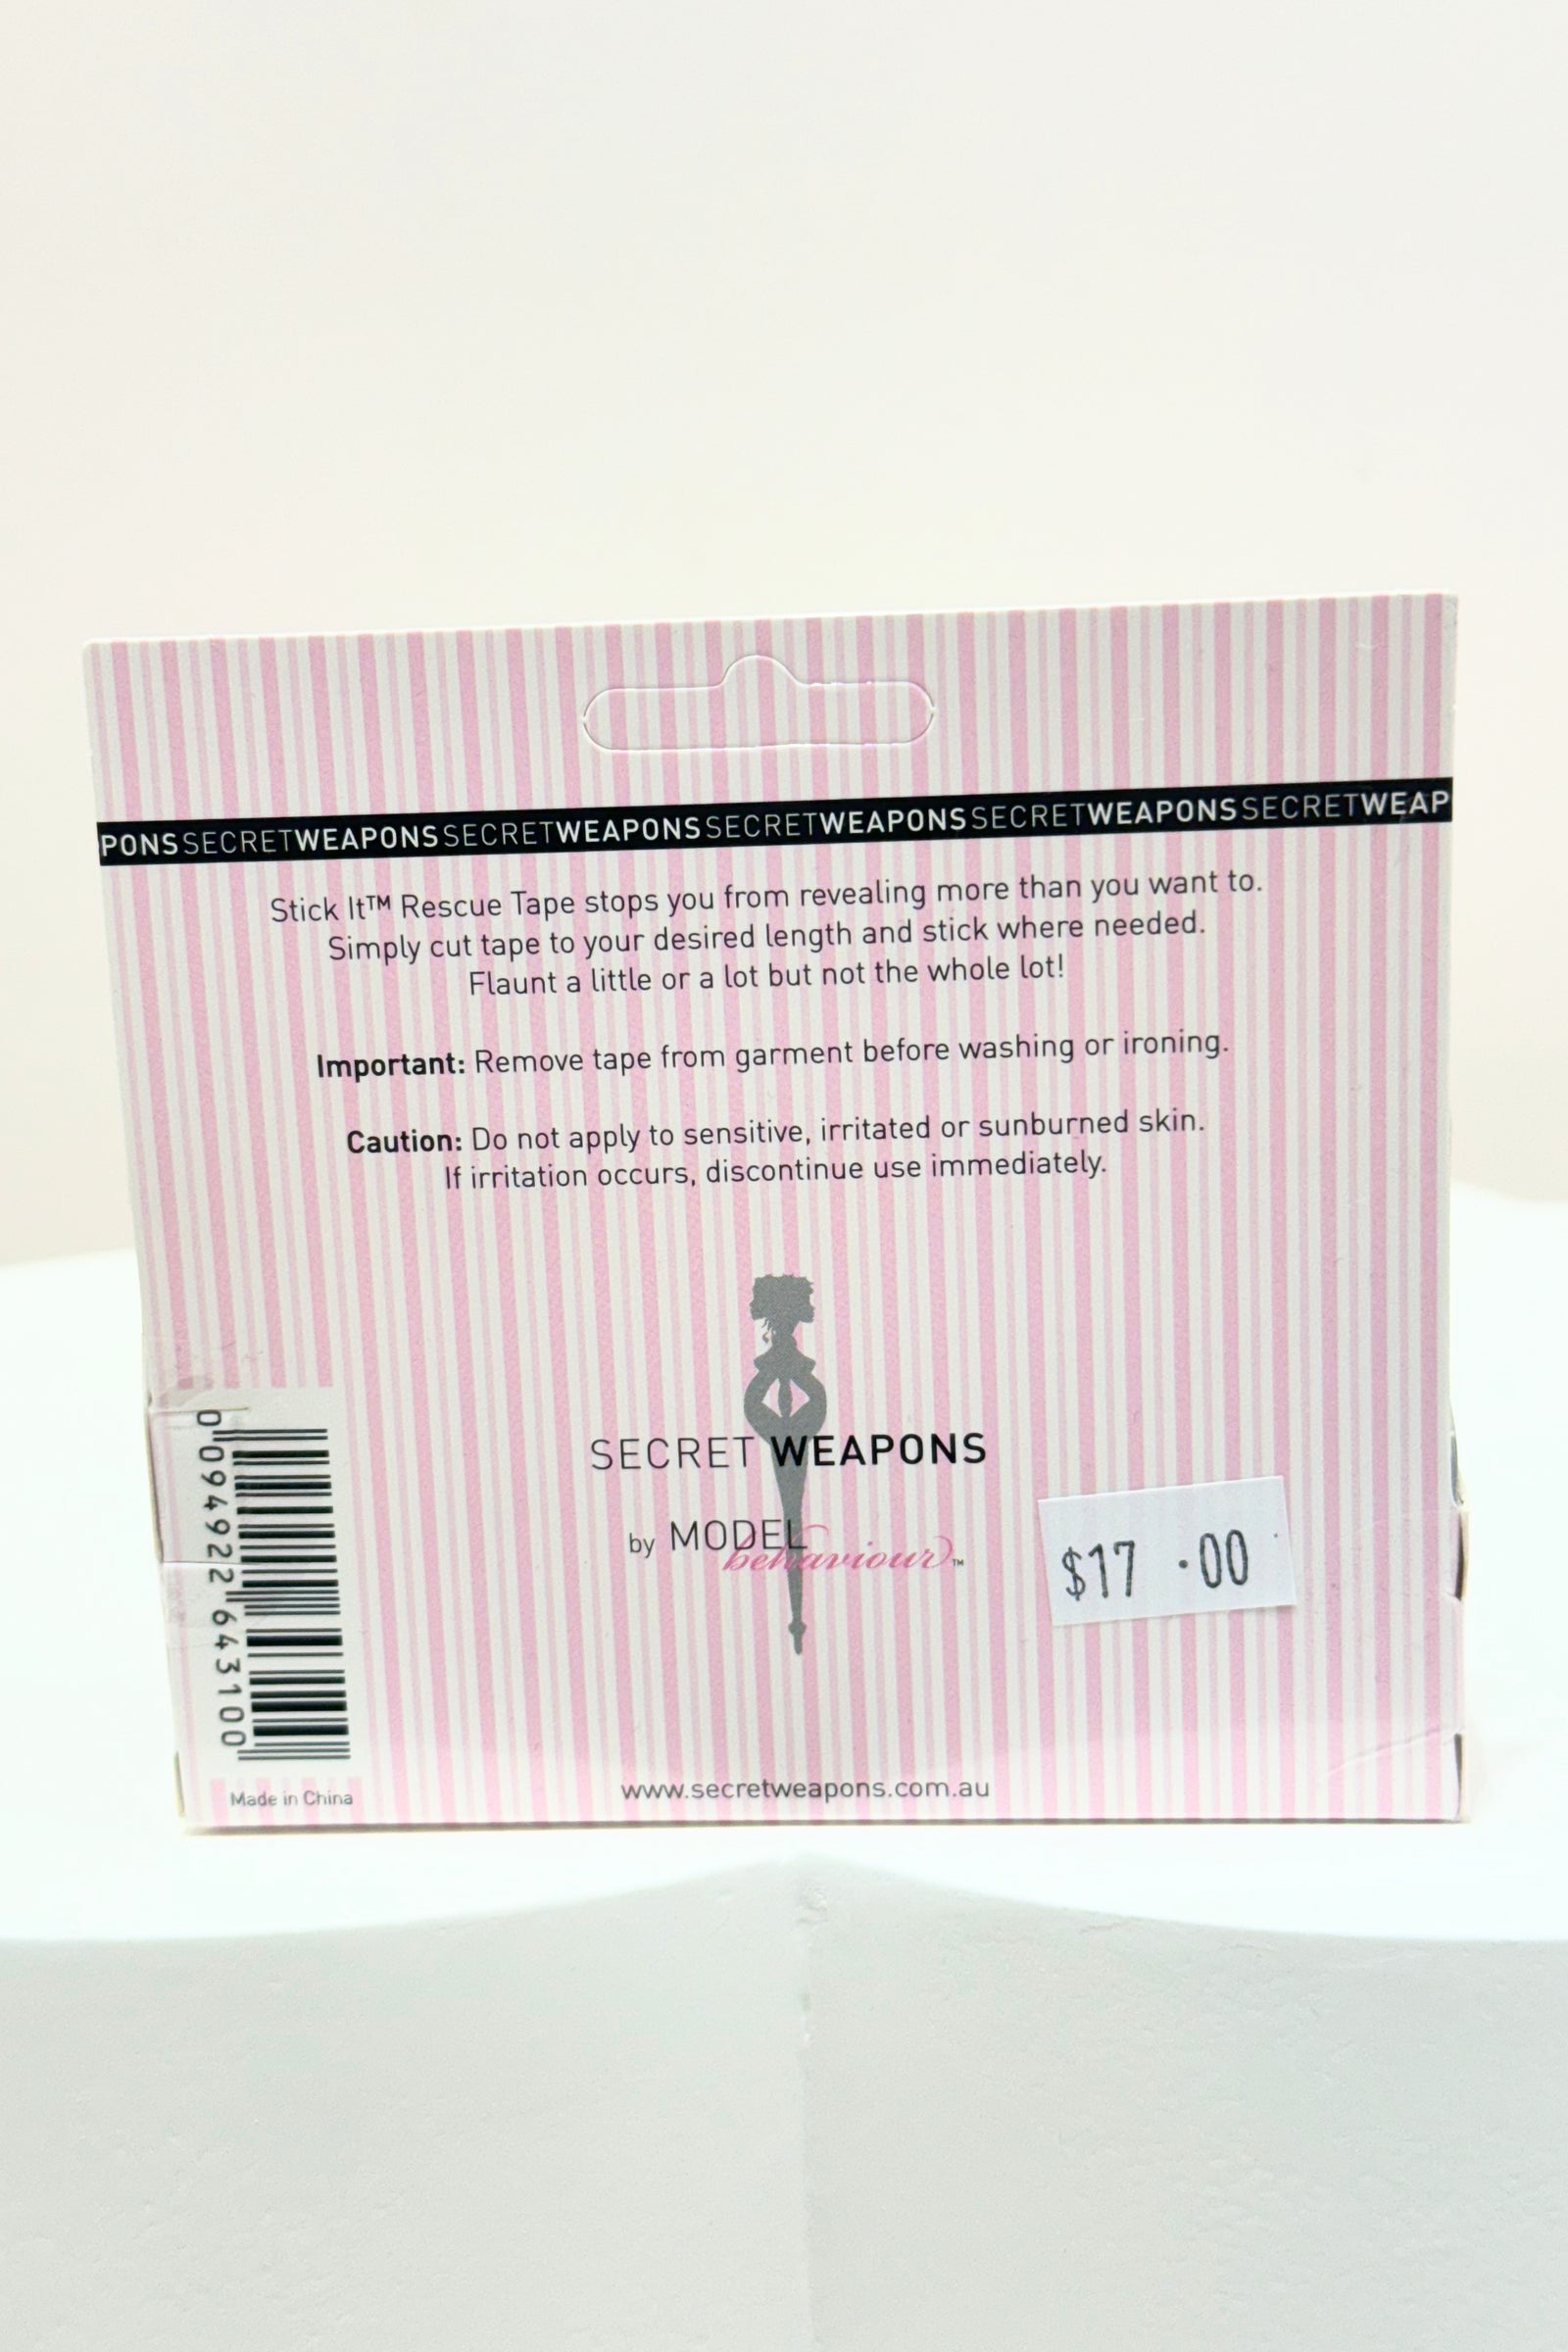 PONSSECRETWEAPONSSECRETWEAPONSSECRETWEAPONSSECRETWEAPONSSECRETWEAP
Stick It™ Rescue Tape stops you from revealing more than you want to.
Simply cut tape to your desired length and stick where needed.
Flaunt a little or a lot but not the whole lot!
Important: Remove tape from garment before washing or ironing.
Caution: Do not apply to sensitive, irritated or sunburned skin.
If irritation occurs, discontinue use immediately.
SECRET WEAPONS
by MODEL
behaviour™
$17 .00
0 094922 643100
Made in China
www.secretweapons.com.au